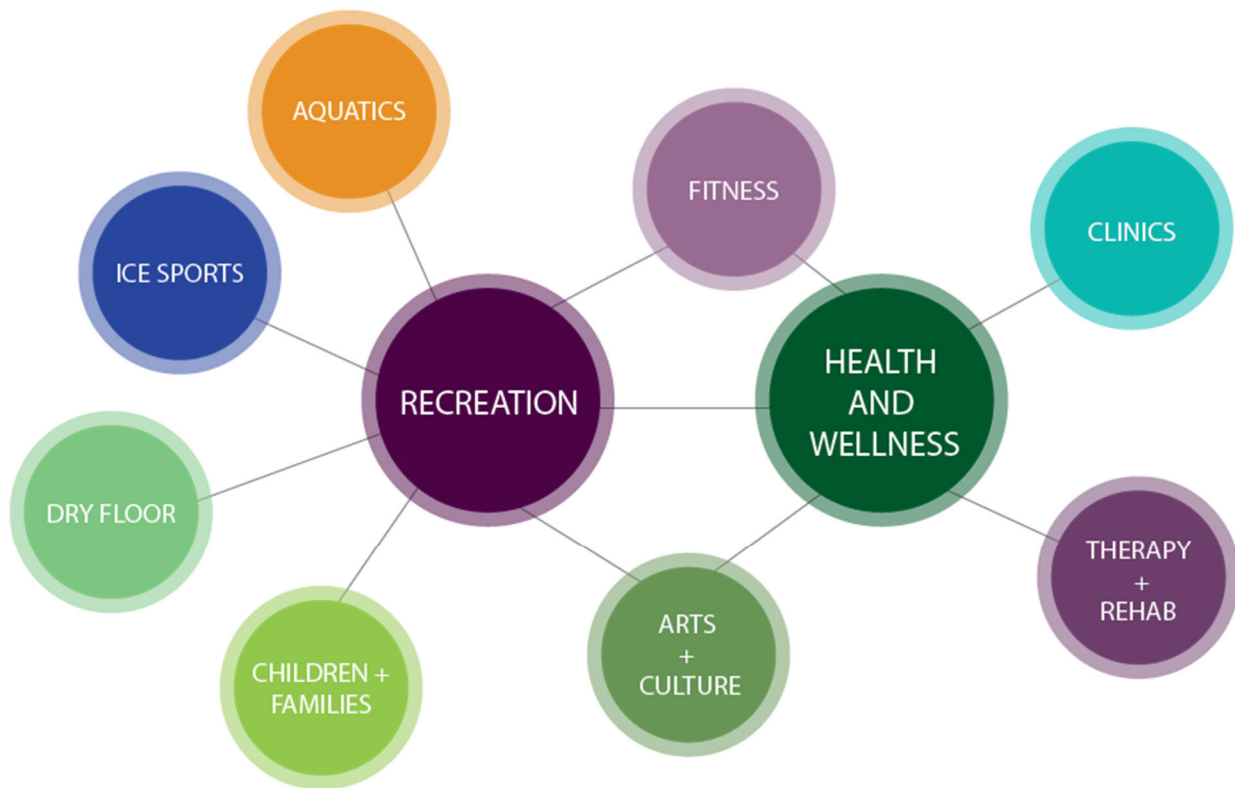 AQUATICS
FITNESS
CLINICS
ICE SPORTS
RECREATION
HEALTH
AND
WELLNESS
DRY FLOOR
THERAPY
+
REHAB
ARTS
+
CULTURE
CHILDREN +
FAMILIES